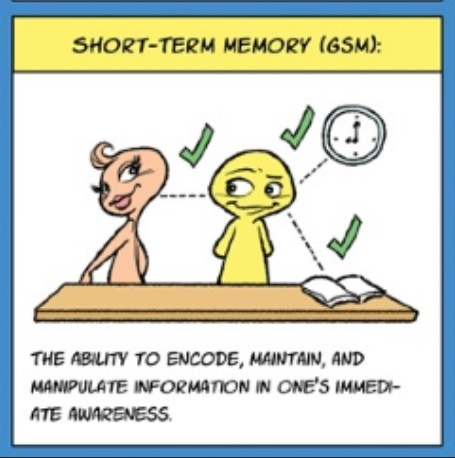 SHORT-TERM MEMORY (GSM):
THE ABILITY TO ENCODE, MAINTAIN, AND
MANIPULATE INFORMATION IN ONE'S IMMEDI-
ATE AWARENESS.